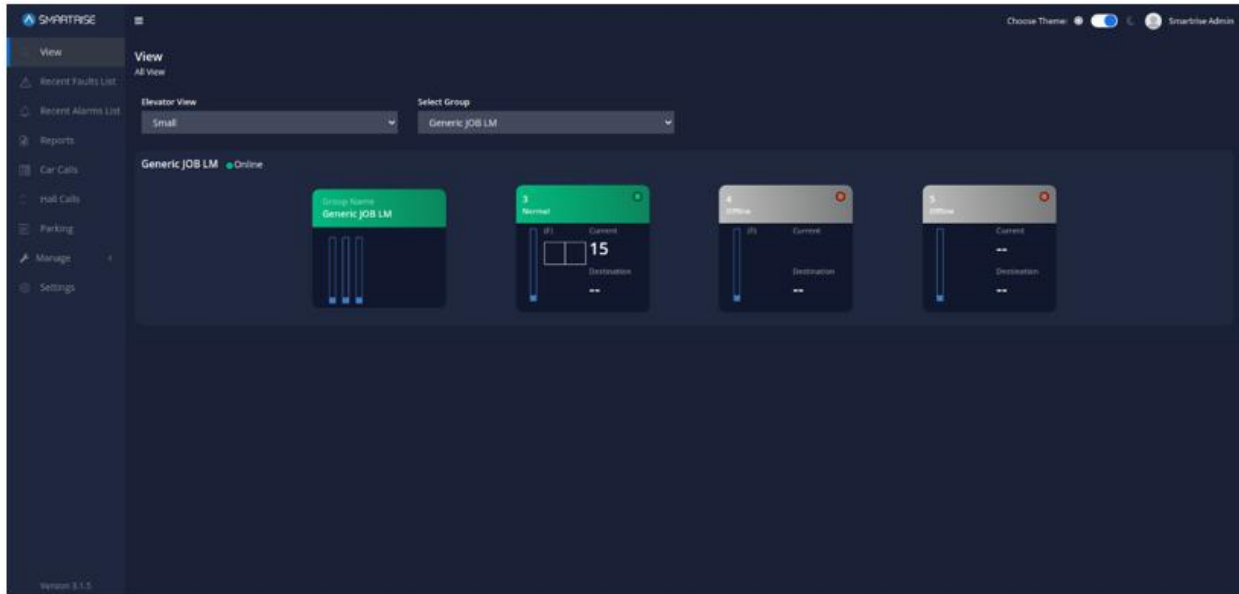 SMARTRISE
Choose Theme:
Smartrise Admin
View
Recent Faults List
Recent Alarms List
Reports
Car Calls
Hall Calls
Parking
Manage
Settings
Version 3.1.5
View
All View
Elevator View
Small
Select Group
Generic JOB LM
Generic JOB LM Online
Group Name
Generic JOB LM
3
Normal
(F)
Current
15
Destination
--
4
Offline
(F)
Current
Destination
--
5
Offline
Current
--
Destination
--